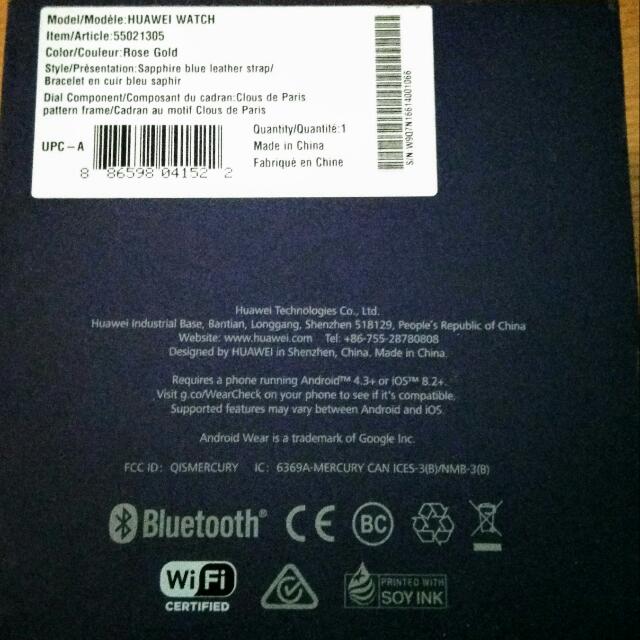 Model/Modèle:HUAWEI WATCH
Item/Article:55021305
Color/Couleur:Rose Gold
Style/Présentation:Sapphire blue leather strap/
Bracelet en cuir bleu saphir
Dial Component/Composant du cadran:Clous de Paris
pattern frame/Cadran au motif Clous de Paris
UPC-A
8 86598 04152 2
Quantity/Quantité:1
Made in China
Fabriqué en Chine
S/N:W9O7N16614001066
Huawei Technologies Co., Ltd.
Huawei Industrial Base, Bantian, Longgang, Shenzhen 518129, People's Republic of China
Website: www.huawei.com Tel: +86-755-28780808
Designed by HUAWEI in Shenzhen, China. Made in China.
Requires a phone running Android™ 4.3+ or iOS™ 8.2+.
Visit g.co/WearCheck on your phone to see if it's compatible.
Supported features may vary between Android and iOS.
Android Wear is a trademark of Google Inc.
FCC ID: QISMERCURY IC: 6369A-MERCURY CAN ICES-3(B)/NMB-3(B)
Bluetooth®
CE
BC
Wi Fi
CERTIFIED
PRINTED WITH
SOY INK